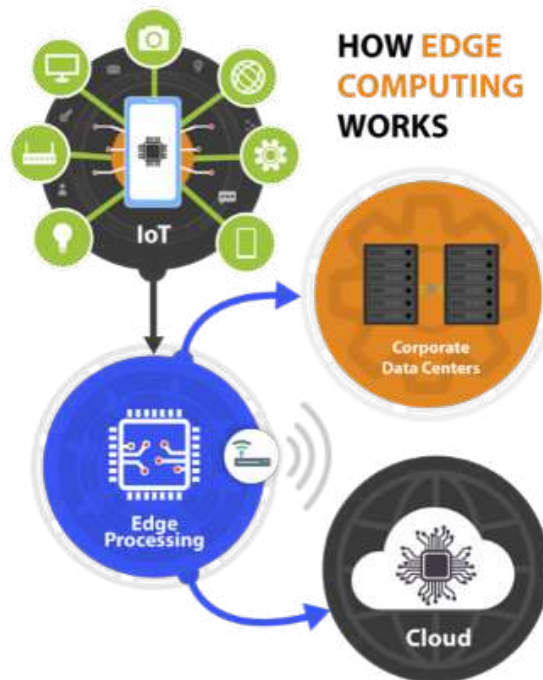 HOW EDGE
COMPUTING
WORKS
IoT
Corporate
Data Centers
Edge
Processing
Cloud